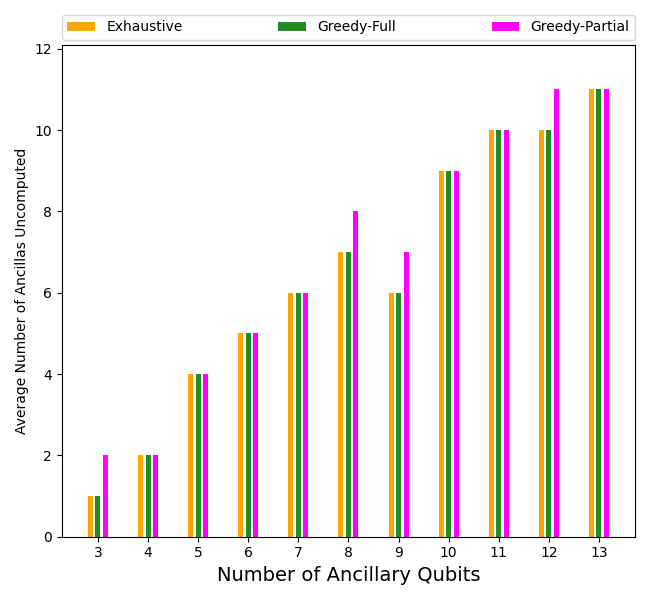 Exhaustive Greedy-Full Greedy-Partial
12
10
8
6
4
2
0
Average Number of Ancillas Uncomputed
3 4 5 6 7 8 9 10 11 12 13
Number of Ancillary Qubits